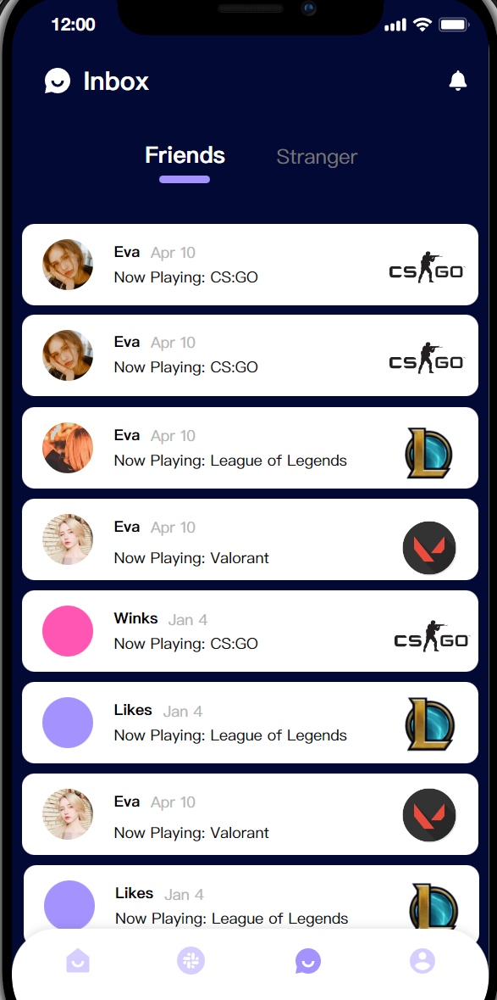 12:00
Inbox
Friends Stranger
Eva Apr 10
Now Playing: CS:GO
CS GO
Eva Apr 10
Now Playing: CS:GO
CS GO
Eva Apr 10
Now Playing: League of Legends
Eva Apr 10
Now Playing: Valorant
Winks Jan 4
Now Playing: CS:GO
CS GO
Likes Jan 4
Now Playing: League of Legends
Eva Apr 10
Now Playing: Valorant
Likes Jan 4
Now Playing: League of Legends